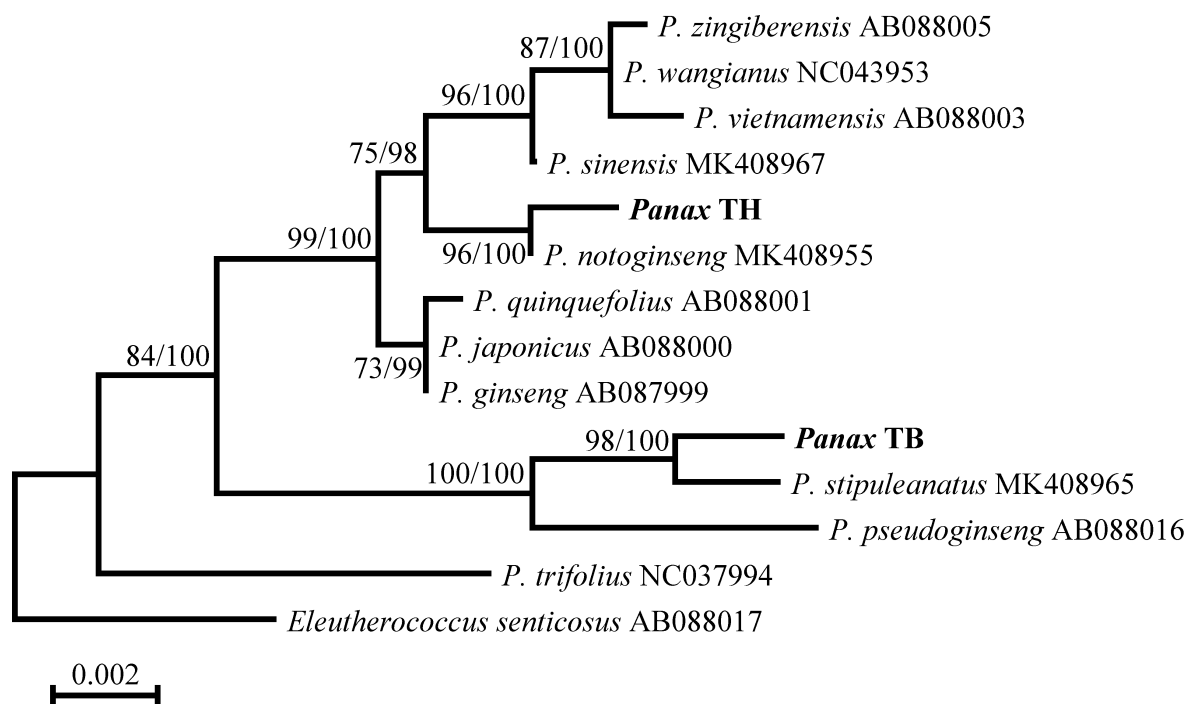 P. zingiberensis AB088005
87/100
P. wangianus NC043953
96/100
P. vietnamensis AB088003
75/98
P. sinensis MK408967
Panax TH
99/100
96/100
P. notoginseng MK408955
P. quinquefolius AB088001
84/100
P. japonicus AB088000
73/99
P. ginseng AB087999
98/100
Panax TB
100/100
P. stipuleanatus MK408965
P. pseudoginseng AB088016
P. trifolius NC037994
Eleutherococcus senticosus AB088017
0.002